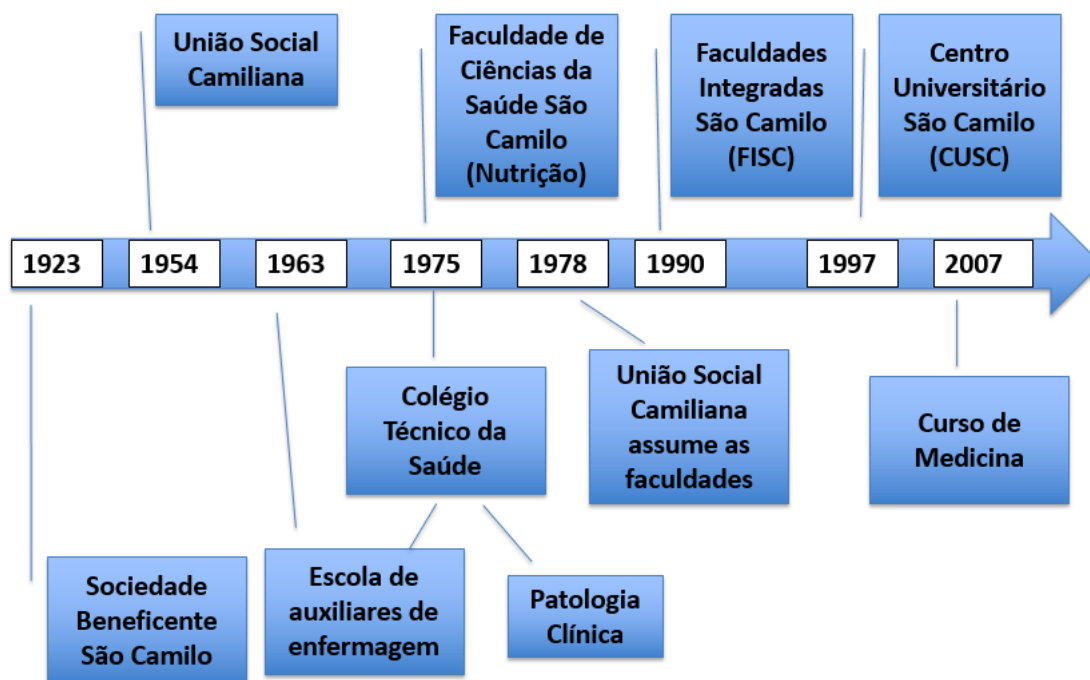 União Social
Camiliana
Faculdade de
Ciências da
Saúde São
Camilo
(Nutrição)
Faculdades
Integradas
São Camilo
(FISC)
Centro
Universitário
São Camilo
(CUSC)
1923
1954
1963
1975
1978
1990
1997
2007
Colégio
Técnico da
Saúde
União Social
Camiliana
assume as
faculdades
Curso de
Medicina
Sociedade
Beneficente
São Camilo
Escola de
auxiliares de
enfermagem
Patologia
Clínica